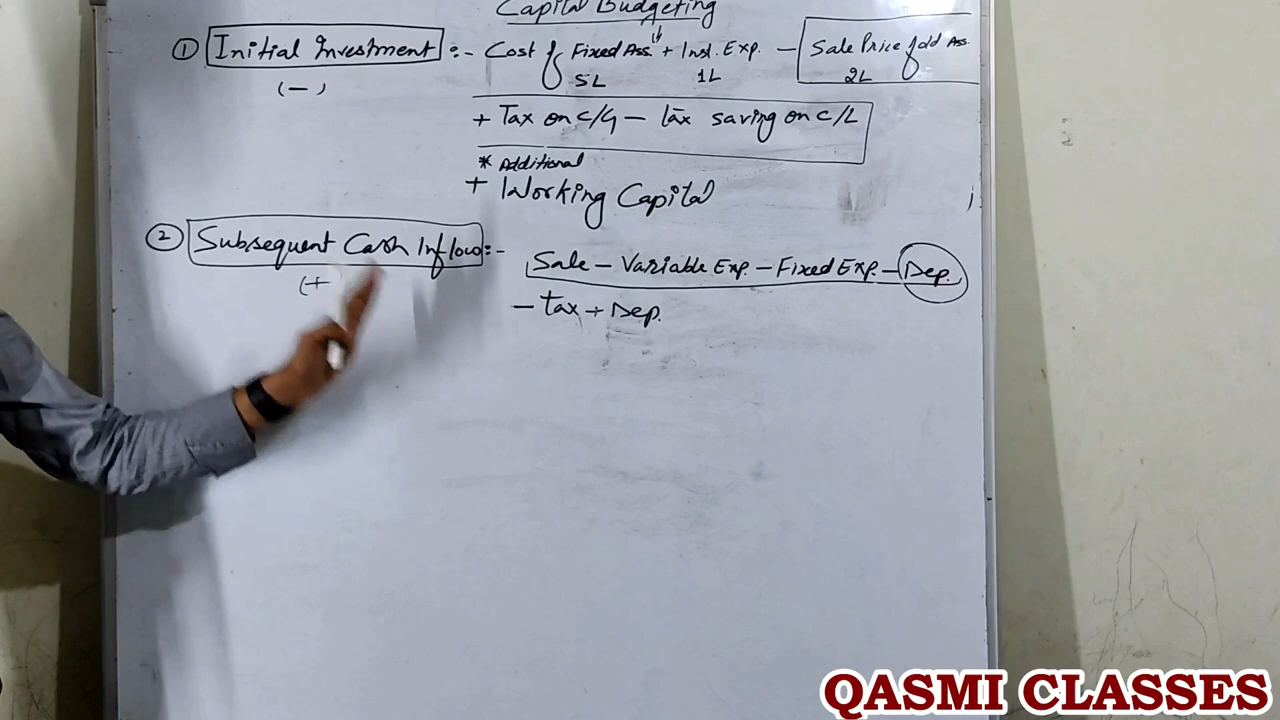 Capital Budgeting
① Initial Investment :- Cost of Fixed Ass. + Inst. Exp. - Sale Price of old Ass.
5L 1L 2L
(-)
+ Tax on C/G - Tax saving on C/L
* Additional
+ Working Capital
② Subsequent Cash Inflow :-
Sale - Variable Exp. - Fixed Exp. - Dep.
(+
- Tax + Dep.
QASMI CLASSES